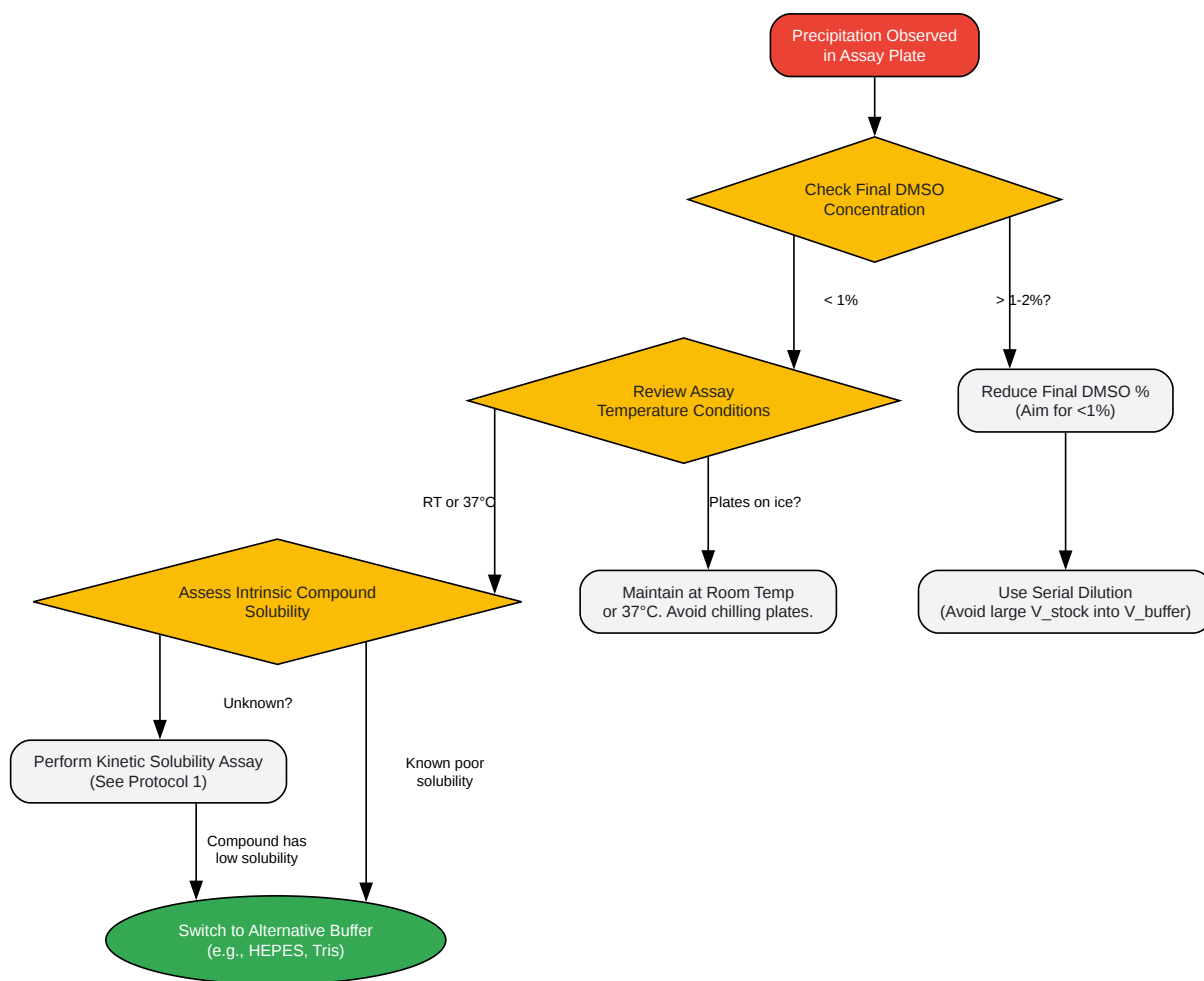 Precipitation Observed
in Assay Plate
Check Final DMSO
Concentration
< 1%
> 1-2%?
Review Assay
Temperature Conditions
Reduce Final DMSO %
(Aim for <1%)
RT or 37°C
Plates on ice?
Assess Intrinsic Compound
Solubility
Maintain at Room Temp
or 37°C. Avoid chilling plates.
Use Serial Dilution
(Avoid large V_stock into V_buffer)
Unknown?
Perform Kinetic Solubility Assay
(See Protocol 1)
Known poor
solubility
Compound has
low solubility
Switch to Alternative Buffer
(e.g., HEPES, Tris)